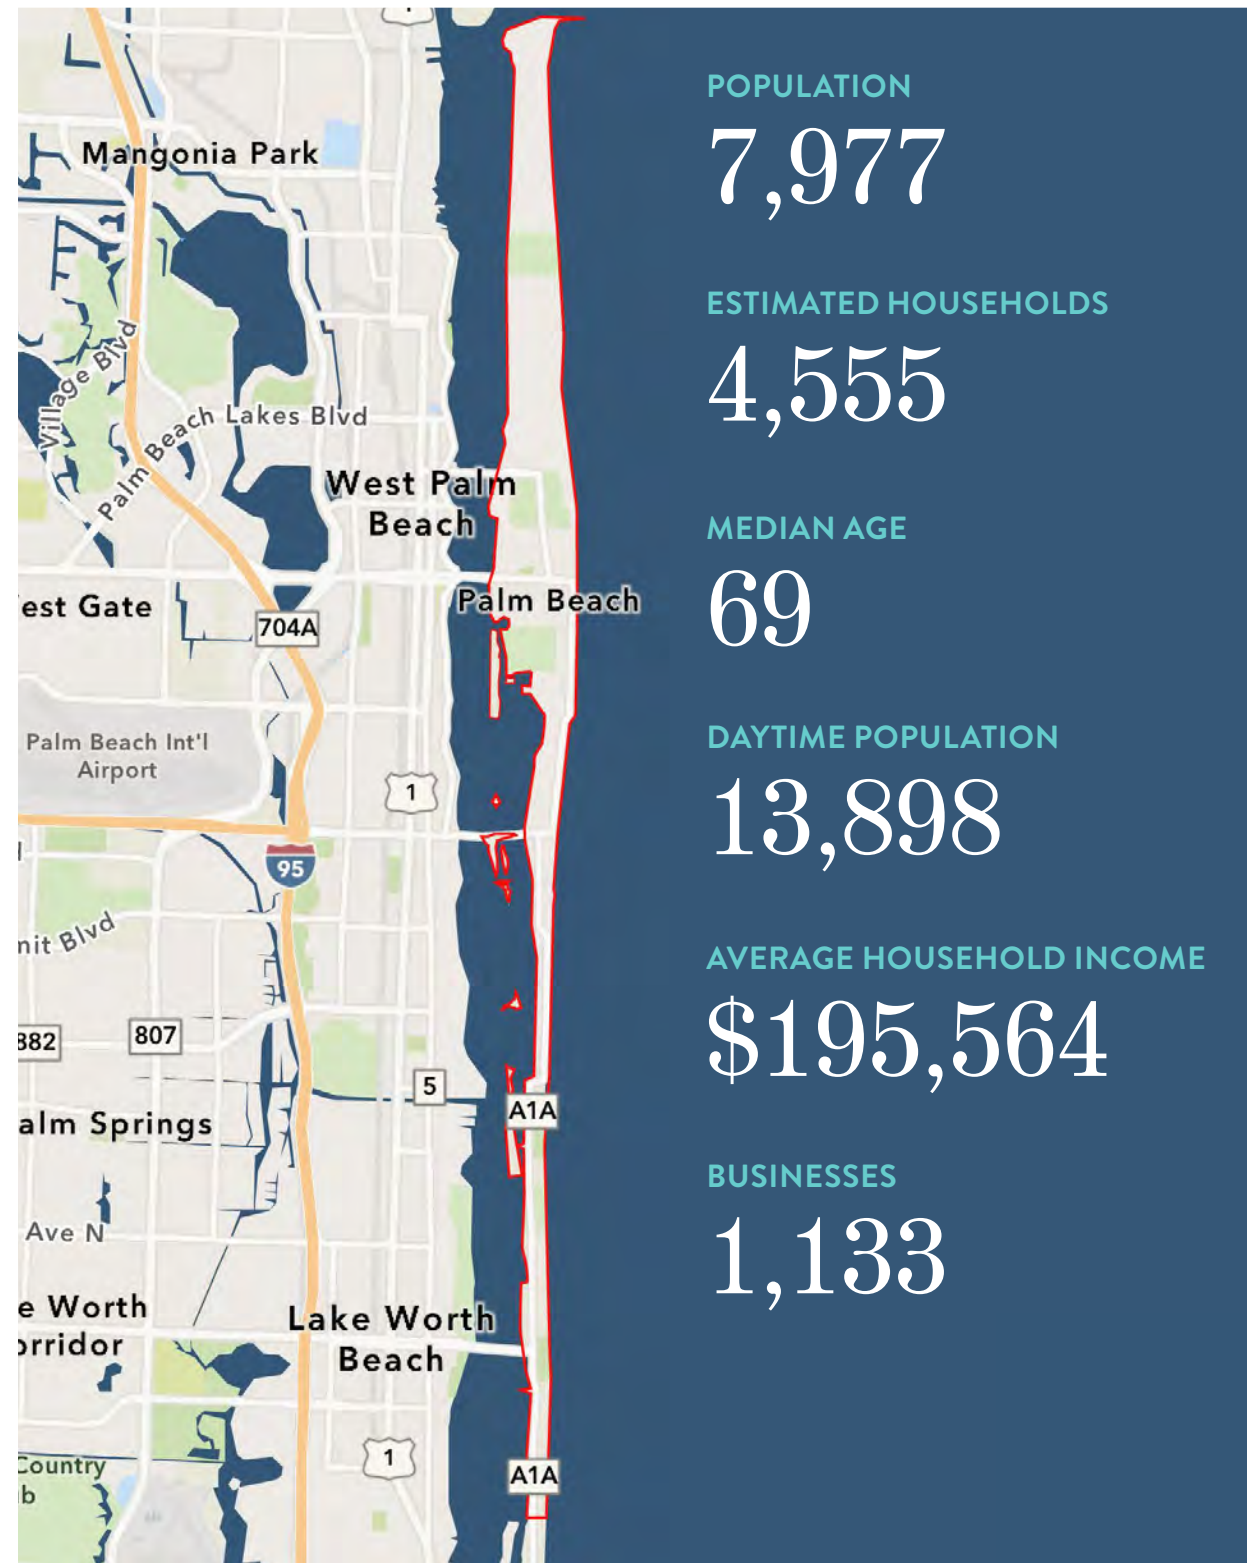 1
Mangonia Park
Village Blvd
Palm Beach Lakes Blvd
West Palm
Beach
est Gate
Palm Beach
704A
Palm Beach Int'l
Airport
1
95
mit Blvd
882
807
5
A1A
alm Springs
Ave N
e Worth
orridor
Lake Worth
Beach
1
A1A
Country
b
POPULATION
7,977
ESTIMATED HOUSEHOLDS
4,555
MEDIAN AGE
69
DAYTIME POPULATION
13,898
AVERAGE HOUSEHOLD INCOME
$195,564
BUSINESSES
1,133